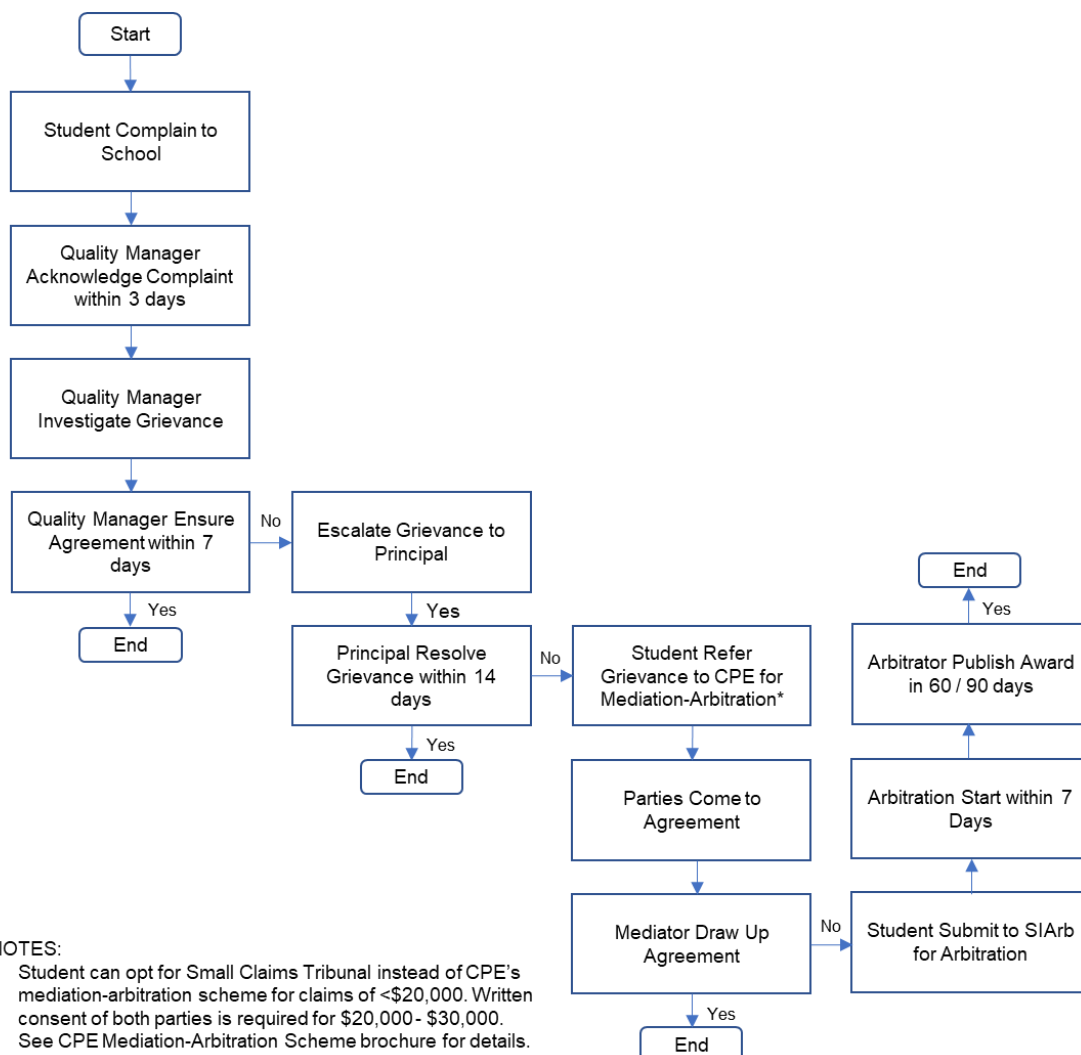 Start
Student Complain to
School
Quality Manager
Acknowledge Complaint
within 3 days
Quality Manager
Investigate Grievance
Quality Manager Ensure
Agreement within 7
days
No
Yes
End
Escalate Grievance to
Principal
Yes
Principal Resolve
Grievance within 14
days
No
Yes
End
Student Refer
Grievance to CPE for
Mediation-Arbitration*
Parties Come to
Agreement
Mediator Draw Up
Agreement
No
Yes
End
Student Submit to SIArb
for Arbitration
Arbitration Start within 7
Days
Arbitrator Publish Award
in 60 / 90 days
Yes
End
OTES:
Student can opt for Small Claims Tribunal instead of CPE's
mediation-arbitration scheme for claims of <$20,000. Written
consent of both parties is required for $20,000- $30,000.
See CPE Mediation-Arbitration Scheme brochure for details.